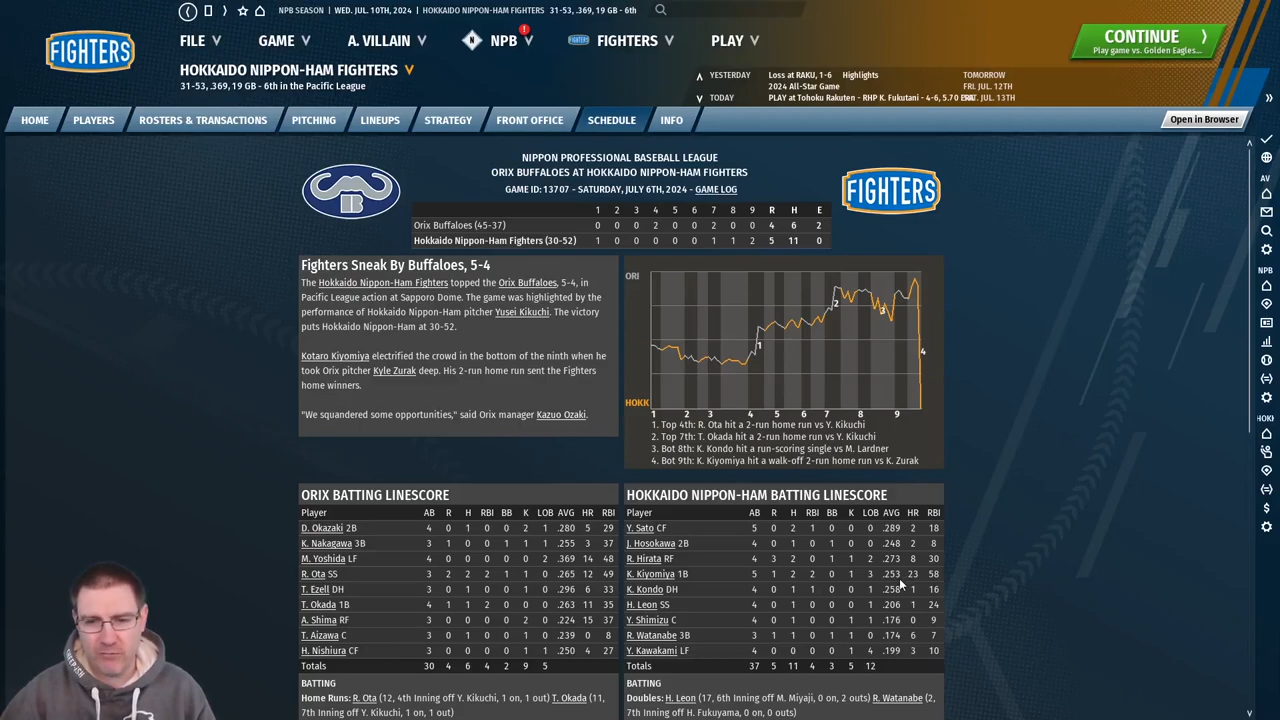 NPB SEASON | WED. JUL. 10TH, 2024 | HOKKAIDO NIPPON-HAM FIGHTERS 31-53, .369, 19 GB - 6th
FIGHTERS
FILE GAME A. VILLAIN NPB FIGHTERS PLAY
CONTINUE
Play game vs. Golden Eagles...
HOKKAIDO NIPPON-HAM FIGHTERS
31-53, .369, 19 GB - 6th in the Pacific League
YESTERDAY Loss at RAKU, 1-6 Highlights TOMORROW
2024 All-Star Game FRI. JUL. 12TH
TODAY PLAY at Tohoku Rakuten - RHP K. Fukutani - 4-6, 5.70 ERA SAT. JUL. 13TH
HOME PLAYERS ROSTERS & TRANSACTIONS PITCHING LINEUPS STRATEGY FRONT OFFICE SCHEDULE INFO Open in Browser
NIPPON PROFESSIONAL BASEBALL LEAGUE
ORIX BUFFALOES AT HOKKAIDO NIPPON-HAM FIGHTERS
GAME ID: 13707 - SATURDAY, JULY 6TH, 2024 - GAME LOG
B
FIGHTERS
1 2 3 4 5 6 7 8 9 R H E
Orix Buffaloes (45-37) 0 0 0 2 0 0 2 0 0 4 6 2
Hokkaido Nippon-Ham Fighters (30-52) 1 0 0 0 0 0 1 1 2 5 11 0
Fighters Sneak By Buffaloes, 5-4
The Hokkaido Nippon-Ham Fighters topped the Orix Buffaloes, 5-4, in
Pacific League action at Sapporo Dome. The game was highlighted by the
performance of Hokkaido Nippon-Ham pitcher Yusei Kikuchi. The victory
puts Hokkaido Nippon-Ham at 30-52.
Kotaro Kiyomiya electrified the crowd in the bottom of the ninth when he
took Orix pitcher Kyle Zurak deep. His 2-run home run sent the Fighters
home winners.
"We squandered some opportunities," said Orix manager Kazuo Ozaki.
ORI
1 2 3 4
HOKK
1 2 3 4 5 6 7 8 9
1. Top 4th: R. Ota hit a 2-run home run vs Y. Kikuchi
2. Top 7th: T. Okada hit a 2-run home run vs Y. Kikuchi
3. Bot 8th: K. Kondo hit a run-scoring single vs M. Lardner
4. Bot 9th: K. Kiyomiya hit a walk-off 2-run home run vs K. Zurak
ORIX BATTING LINESCORE
Player AB R H RBI BB K LOB AVG HR RBI
D. Okazaki 2B 4 0 1 0 0 2 1 .280 5 29
K. Nakagawa 3B 3 1 0 0 1 1 1 .255 3 37
M. Yoshida LF 4 0 1 0 0 0 2 .369 14 48
R. Ota SS 3 2 2 2 1 1 0 .265 12 49
T. Ezell DH 3 0 1 0 0 1 0 .296 6 33
T. Okada 1B 4 1 1 2 0 0 0 .263 11 35
A. Shima RF 3 0 0 0 0 2 0 .224 15 37
T. Aizawa C 3 0 0 0 0 1 0 .239 0 8
H. Nishiura CF 3 0 0 0 0 1 1 .250 4 27
Totals 30 4 6 4 2 9 5
BATTING
Home Runs: R. Ota (12, 4th Inning off Y. Kikuchi, 1 on, 1 out) T. Okada (11,
7th Inning off Y. Kikuchi, 1 on, 1 out)
HOKKAIDO NIPPON-HAM BATTING LINESCORE
Player AB R H RBI BB K LOB AVG HR RBI
Y. Sato CF 5 0 2 1 0 0 0 .289 2 18
J. Hosokawa 2B 4 0 1 0 1 0 0 .248 2 8
R. Hirata RF 4 3 2 0 1 1 2 .273 8 30
K. Kiyomiya 1B 5 1 2 2 0 1 3 .253 23 58
K. Kondo DH 4 0 1 1 0 0 1 .258 1 16
H. Leon SS 4 0 1 0 0 0 1 .206 1 24
Y. Shimizu C 4 0 1 0 0 1 1 .176 0 9
R. Watanabe 3B 3 1 1 0 1 1 0 .174 6 7
Y. Kawakami LF 4 0 0 0 0 1 4 .199 3 10
Totals 37 5 11 4 3 5 12
BATTING
Doubles: H. Leon (17, 6th Inning off M. Miyaji, 0 on, 2 outs) R. Watanabe (2,
7th Inning off H. Fukuyama, 0 on, 0 outs)
AV
NPB
HOKK